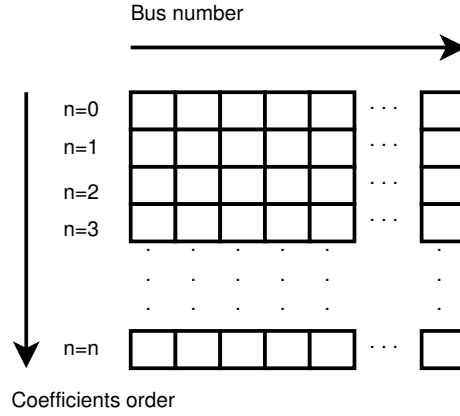 Bus number
n=0 . . .
n=1 . . .
n=2 . . .
n=3 . . .
. . . . . .
. . . . . .
. . . . . .
n=n . . .
Coefficients order